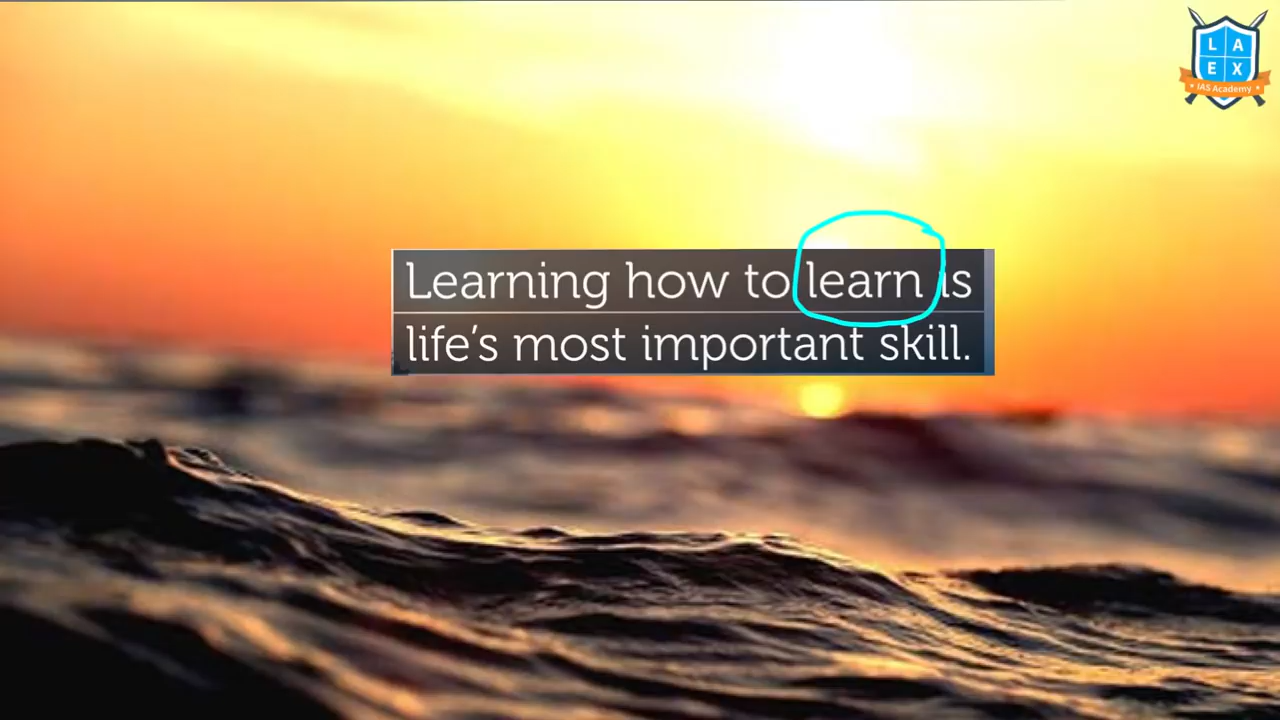 L A
E X
IAS Academy
Learning how to learn is
life's most important skill.